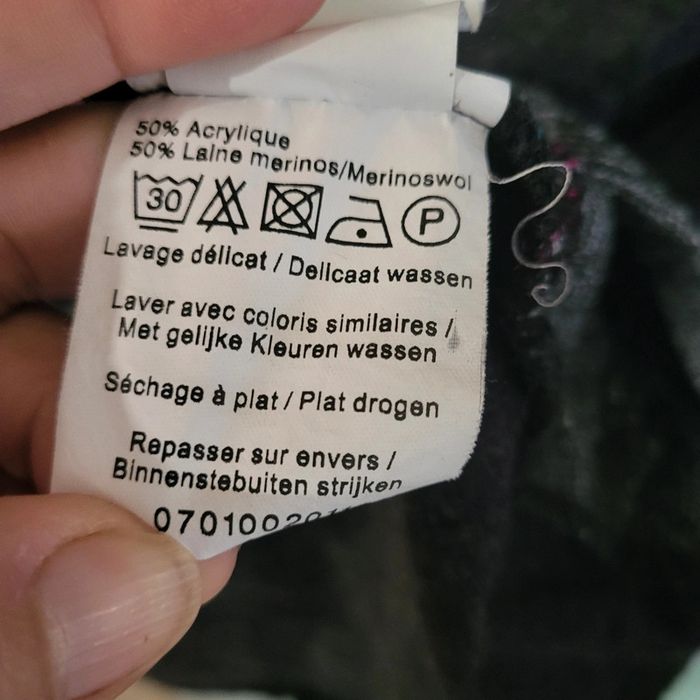 50% Acrylique
50% Laine merinos/Merinoswol
30 P
Lavage délicat / Delicaat wassen
Laver avec coloris similaires /
Met gelijke Kleuren wassen
Séchage à plat / Plat drogen
Repasser sur envers /
Binnenstebuiten strijken